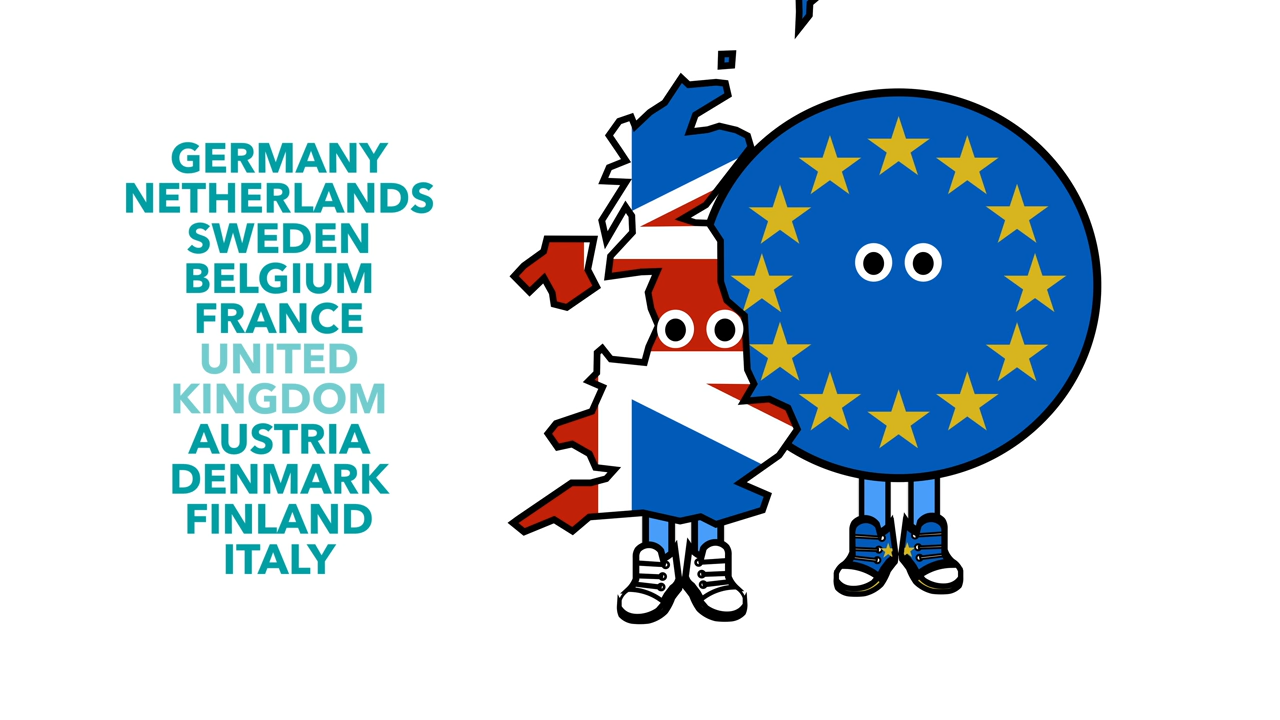 GERMANY
NETHERLANDS
SWEDEN
BELGIUM
FRANCE
UNITED
KINGDOM
AUSTRIA
DENMARK
FINLAND
ITALY